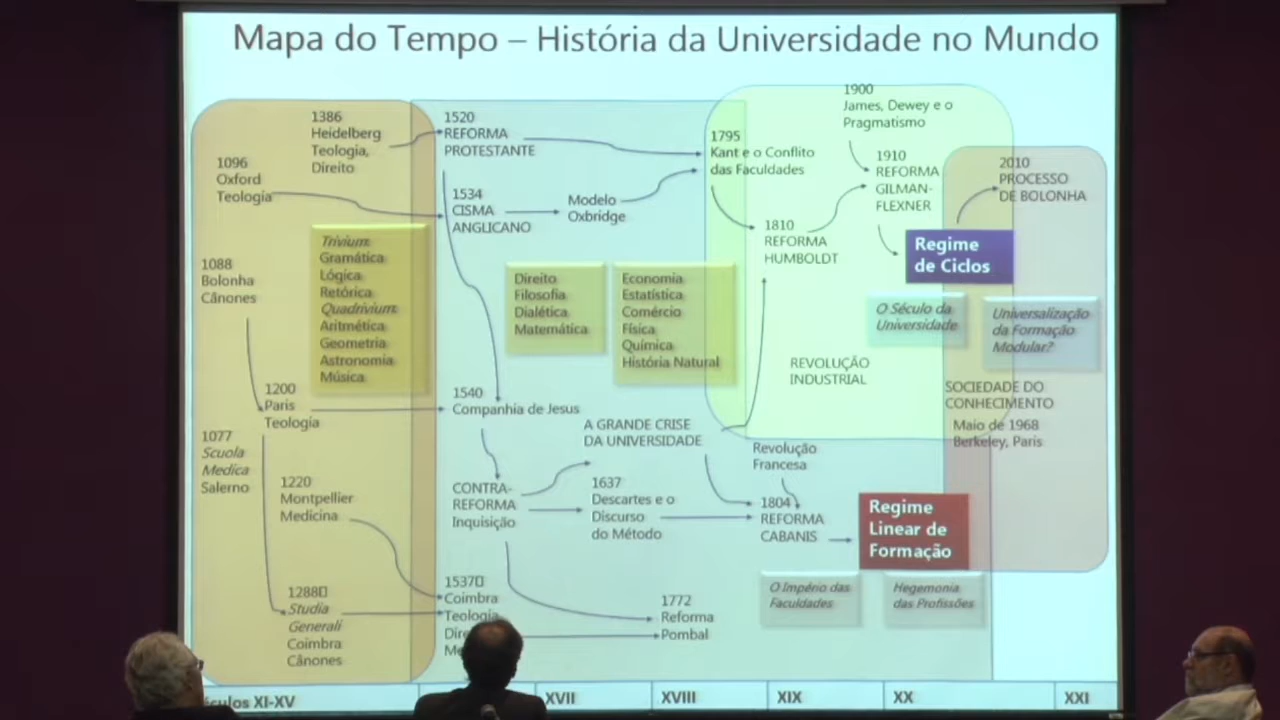 Mapa do Tempo – História da Universidade no Mundo
1386
Heidelberg
Teologia,
Direito
1096
Oxford
Teologia
1088
Bolonha
Cânones
Trivium:
Gramática
Lógica
Retórica
Quadrivium:
Aritmética
Geometria
Astronomia
Música
1200
Paris
Teologia
1077
Scuola
Medica
Salerno
1220
Montpellier
Medicina
1288
Studia
Generali
Coimbra
Cânones
1520
REFORMA
PROTESTANTE
1534
CISMA
ANGLICANO
Modelo
Oxbridge
Direito
Filosofia
Dialética
Matemática
Economia
Estatística
Comércio
Física
Química
História Natural
1540
Companhia de Jesus
A GRANDE CRISE
DA UNIVERSIDADE
CONTRA-
REFORMA
Inquisição
1637
Descartes e o
Discurso
do Método
1537
Coimbra
Teologia
1772
Reforma
Pombal
1795
Kant e o Conflito
das Faculdades
1810
REFORMA
HUMBOLDT
1900
James, Dewey e o
Pragmatismo
1910
REFORMA
GILMAN-
FLEXNER
2010
PROCESSO
DE BOLONHA
Regime
de Ciclos
O Século da
Universidade
Universalização
da Formação
Modular?
REVOLUÇÃO
INDUSTRIAL
SOCIEDADE DO
CONHECIMENTO
Maio de 1968
Berkeley, Paris
Revolução
Francesa
1804
REFORMA
CABANIS
Regime
Linear de
Formação
O Império das
Faculdades
Hegemonia
das Profissões
XI-XV
XVII
XVIII
XIX
XX
XXI